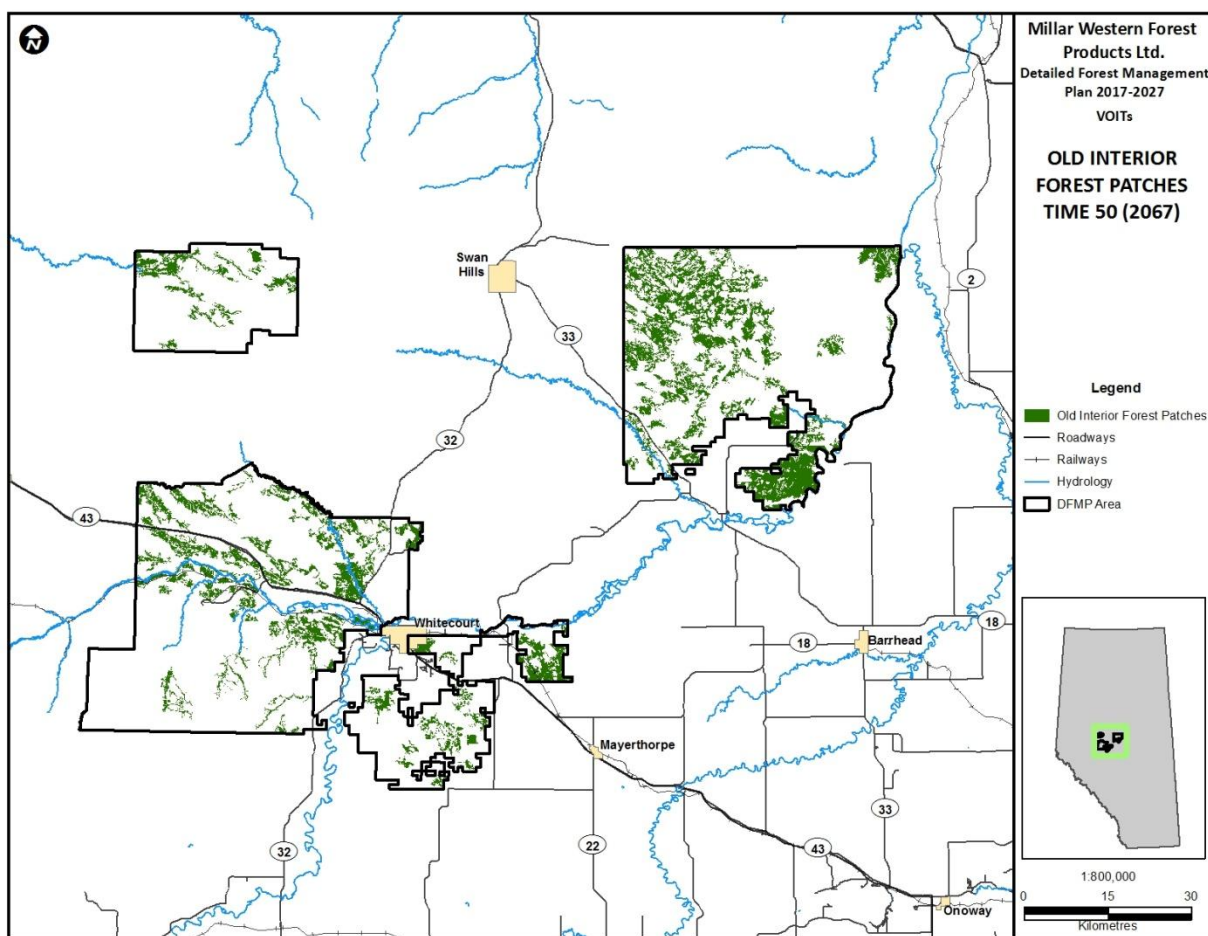 N
Swan
Hills
33
32
43
Whitecourt
18
Barrhead
18
Mayerthorpe
2
33
22
43
32
Onoway
Millar Western Forest
Products Ltd.
Detailed Forest Management
Plan 2017-2027
VOITs
OLD INTERIOR
FOREST PATCHES
TIME 50 (2067)
Legend
Old Interior Forest Patches
Roadways
Railways
Hydrology
DFMP Area
1:800,000
0 15 30
Kilometres